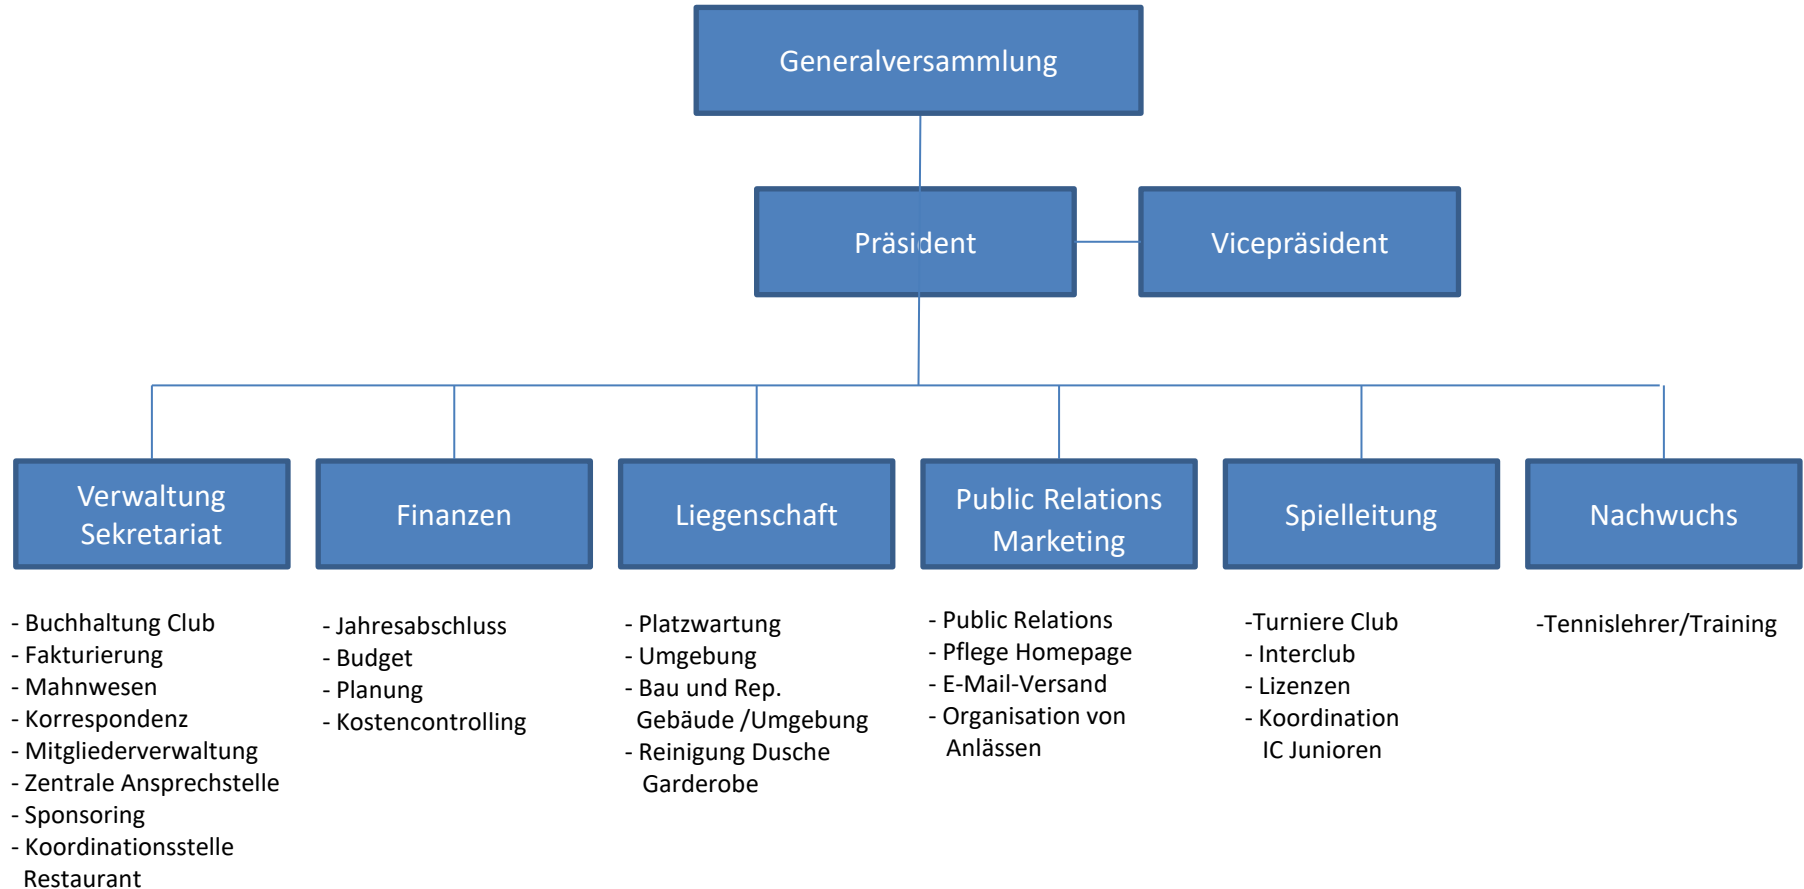 Generalversammlung
Präsident
Vicepräsident
Verwaltung
Sekretariat
Finanzen
Liegenschaft
Public Relations
Marketing
Spielleitung
Nachwuchs
- Buchhaltung Club
- Fakturierung
- Mahnwesen
- Korrespondenz
- Mitgliederverwaltung
- Zentrale Ansprechstelle
- Sponsoring
- Koordinationsstelle
Restaurant
- Jahresabschluss
- Budget
- Planung
- Kostencontrolling
- Platzwartung
- Umgebung
- Bau und Rep.
Gebäude /Umgebung
- Reinigung Dusche
Garderobe
- Public Relations
- Pflege Homepage
- E-Mail-Versand
- Organisation von
Anlässen
-Turniere Club
- Interclub
- Lizenzen
- Koordination
IC Junioren
-Tennislehrer/Training